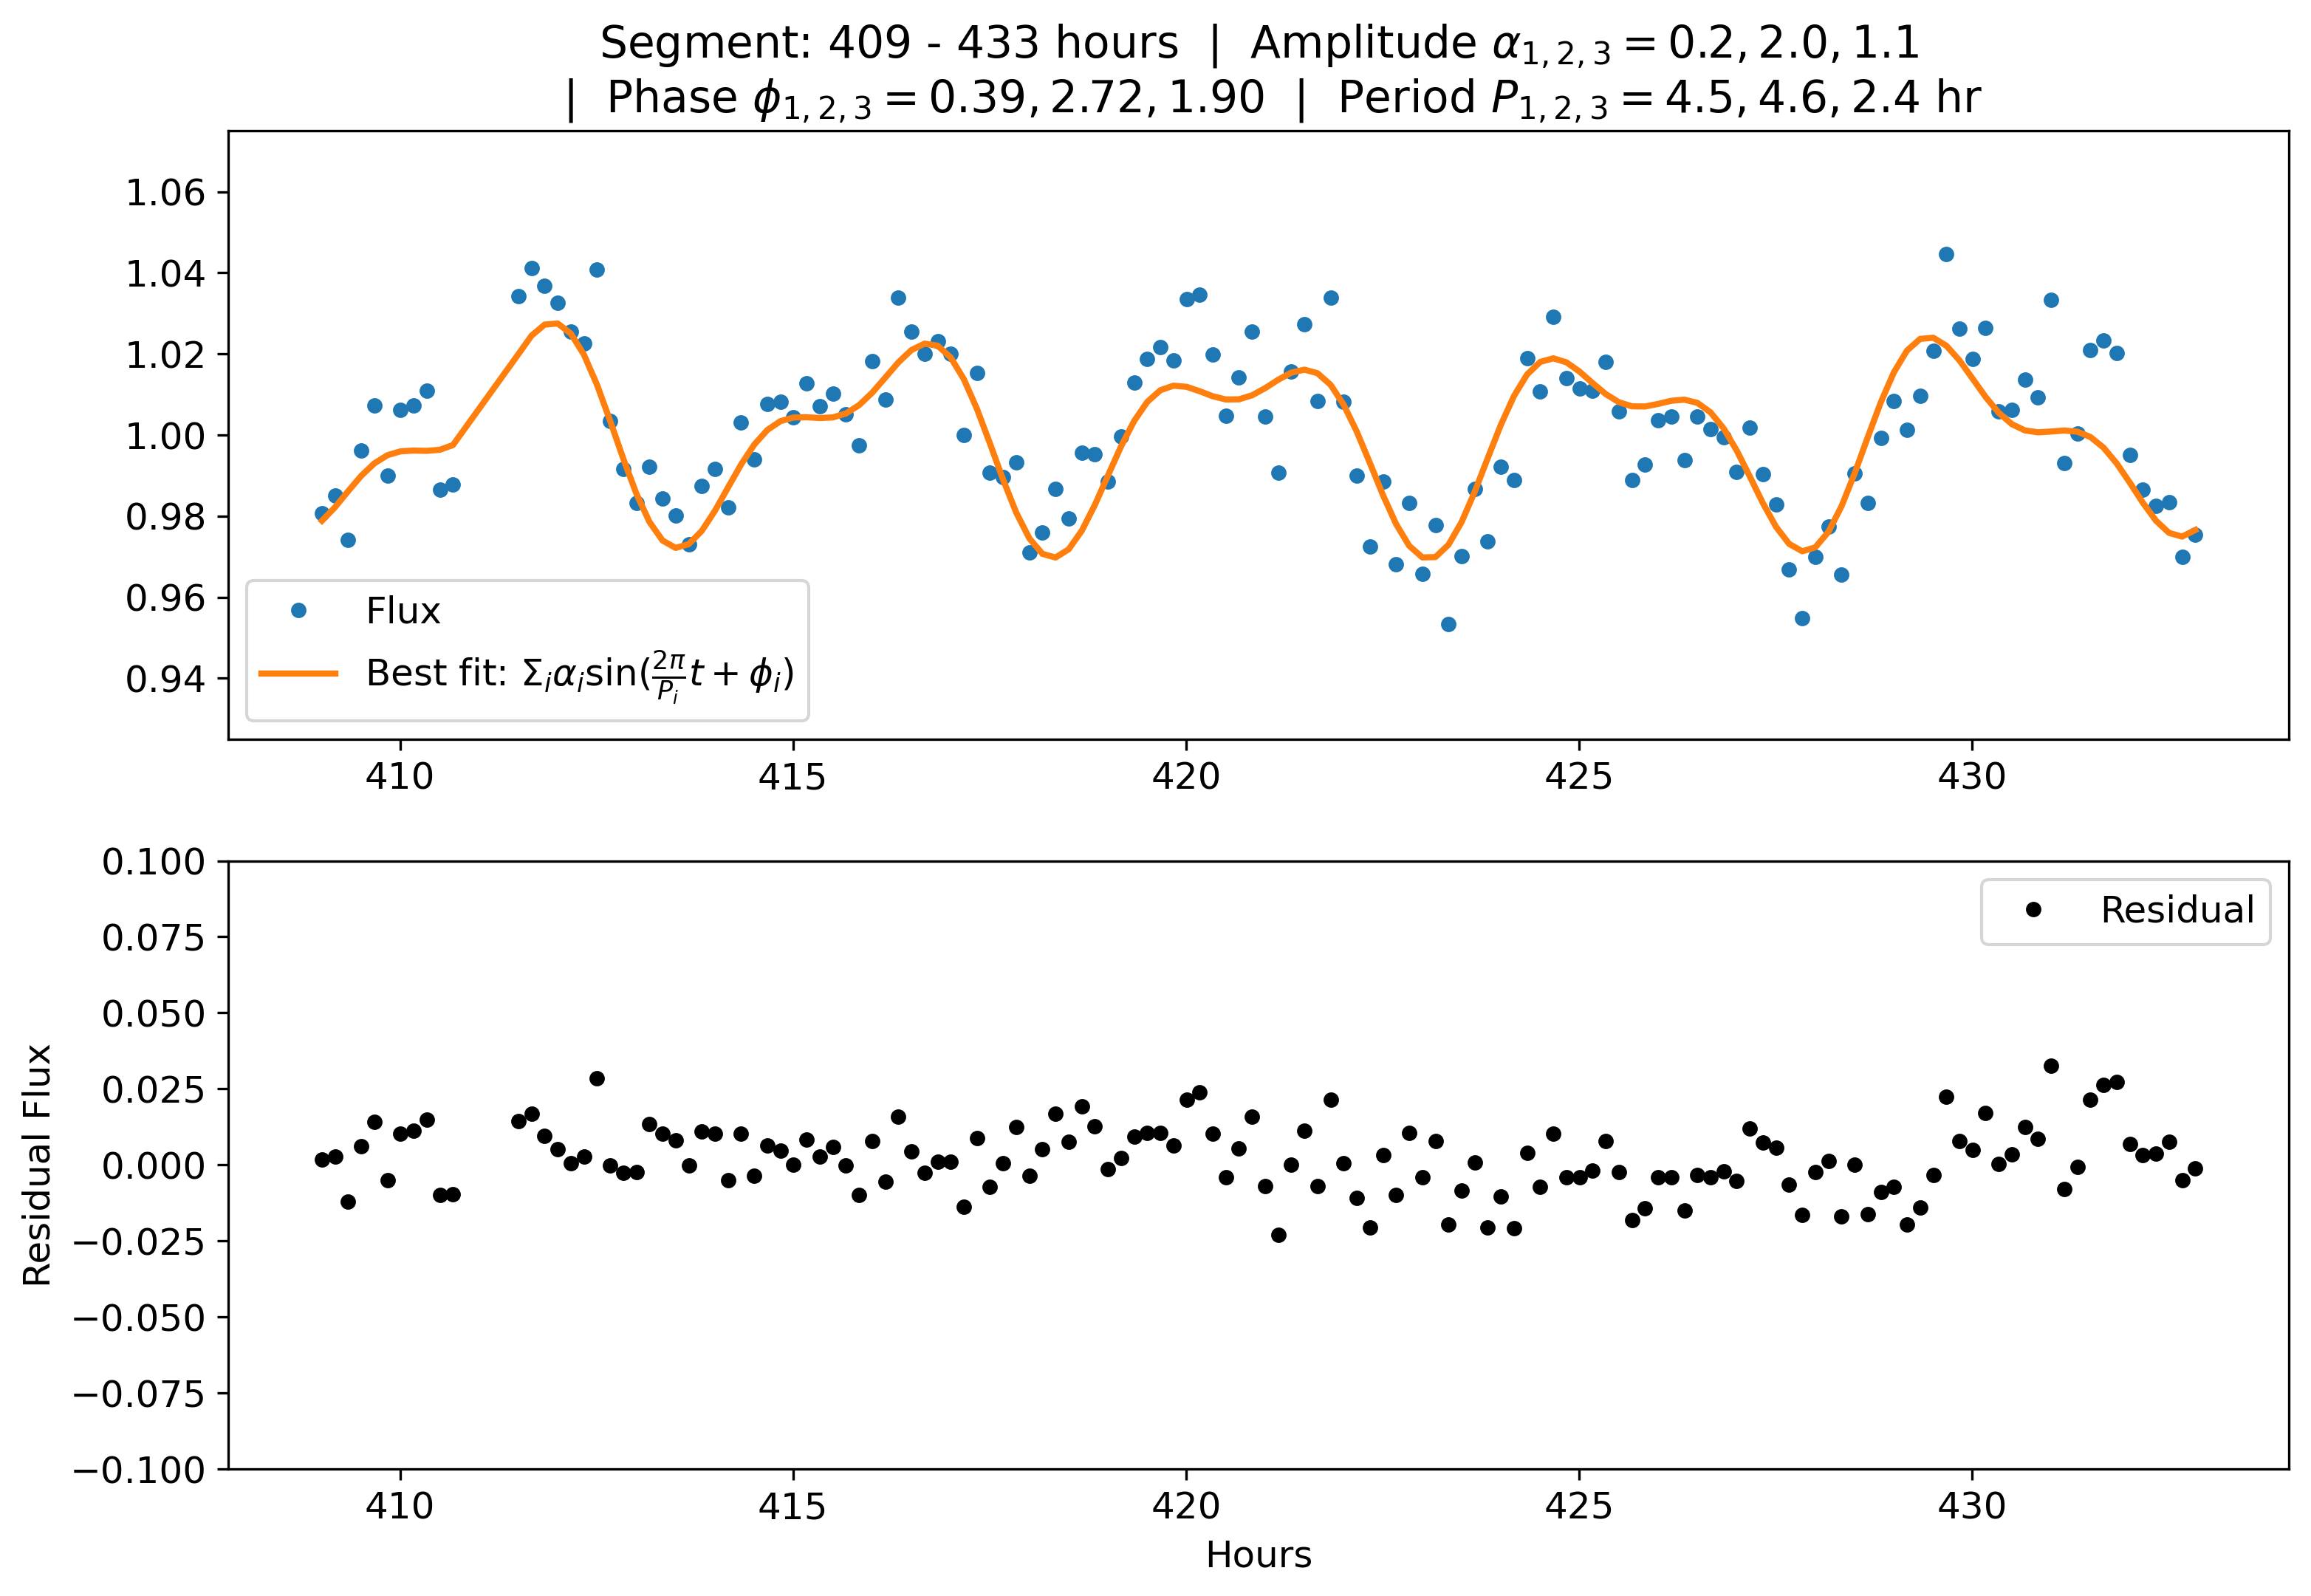 Segment: 409 - 433 hours | Amplitude α₁,₂,₃ = 0.2, 2.0, 1.1
| Phase ϕ₁,₂,₃ = 0.39, 2.72, 1.90 | Period P₁,₂,₃ = 4.5, 4.6, 2.4 hr
1.06
1.04
1.02
1.00
0.98
0.96
0.94
Flux
Best fit: Σᵢαᵢsin(2π/Pᵢ t + ϕᵢ)
410 415 420 425 430
0.100
0.075
0.050
0.025
0.000
−0.025
−0.050
−0.075
−0.100
Residual Flux
Residual
410 415 420 425 430
Hours